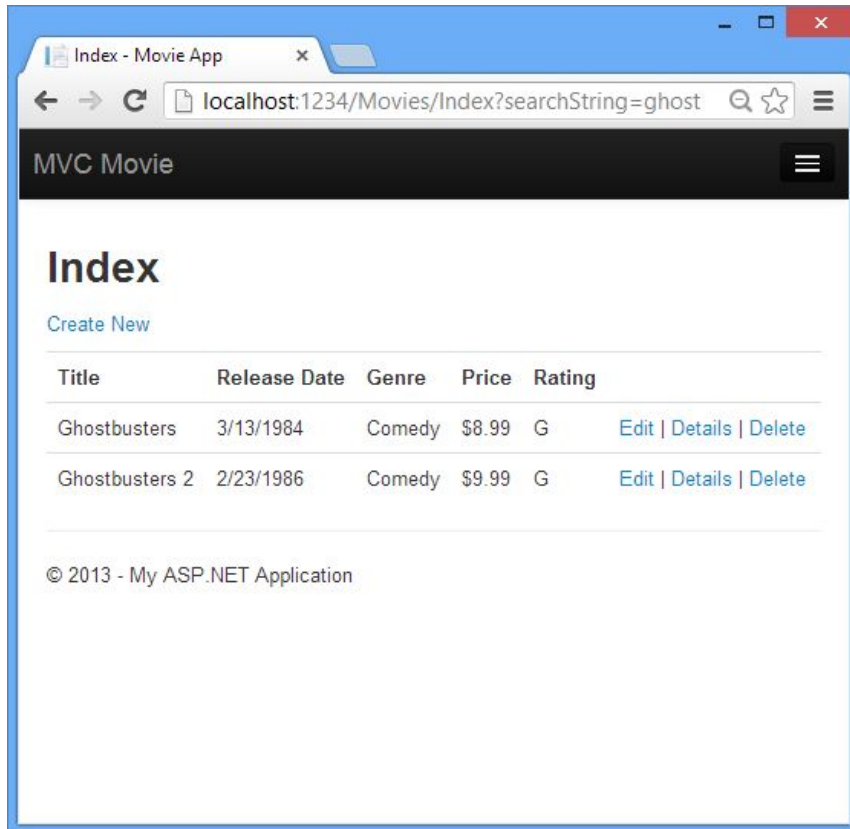 Index - Movie App
localhost:1234/Movies/Index?searchString=ghost
MVC Movie
Index
Create New
Title Release Date Genre Price Rating
Ghostbusters 3/13/1984 Comedy $8.99 G Edit | Details | Delete
Ghostbusters 2 2/23/1986 Comedy $9.99 G Edit | Details | Delete
© 2013 - My ASP.NET Application